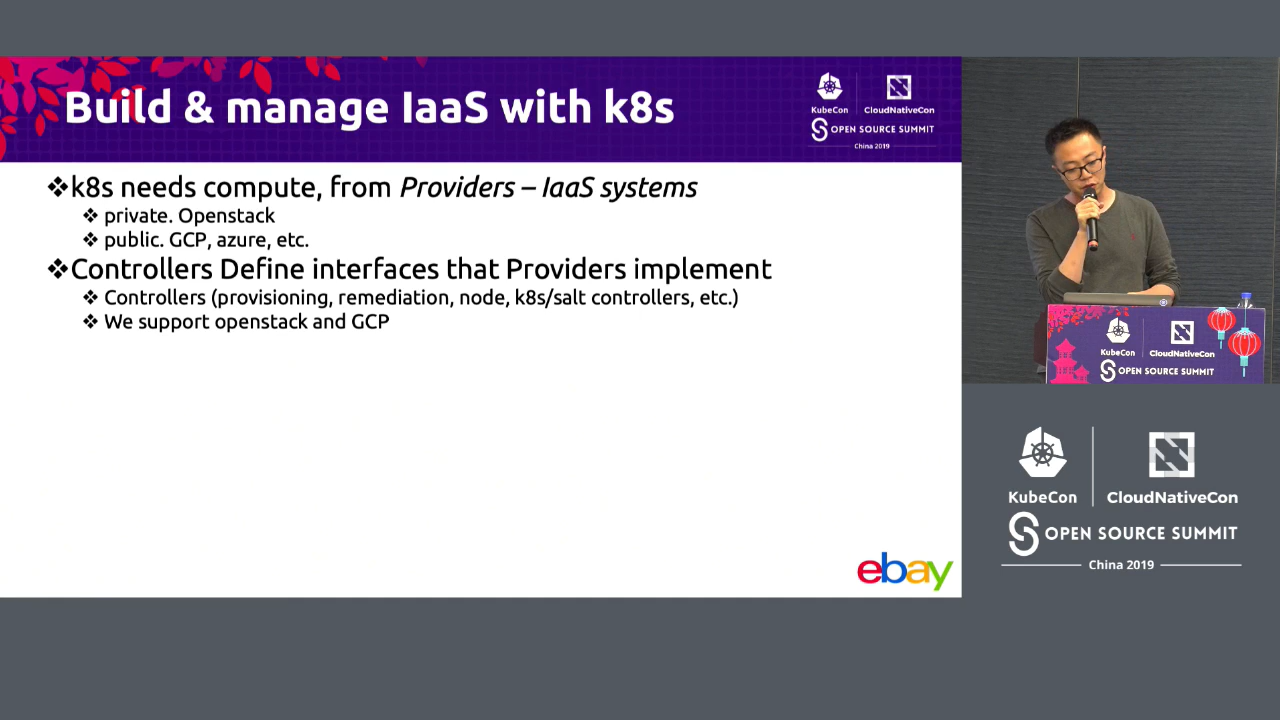 Build & manage IaaS with k8s
KubeCon
CloudNativeCon
OPEN SOURCE SUMMIT
China 2019
❖k8s needs compute, from Providers – IaaS systems
❖ private. Openstack
❖ public. GCP, azure, etc.
❖Controllers Define interfaces that Providers implement
❖ Controllers (provisioning, remediation, node, k8s/salt controllers, etc.)
❖ We support openstack and GCP
ebay
KubeCon
CloudNativeCon
OPEN SOURCE SUMMIT
KubeCon
CloudNativeCon
OPEN SOURCE SUMMIT
China 2019